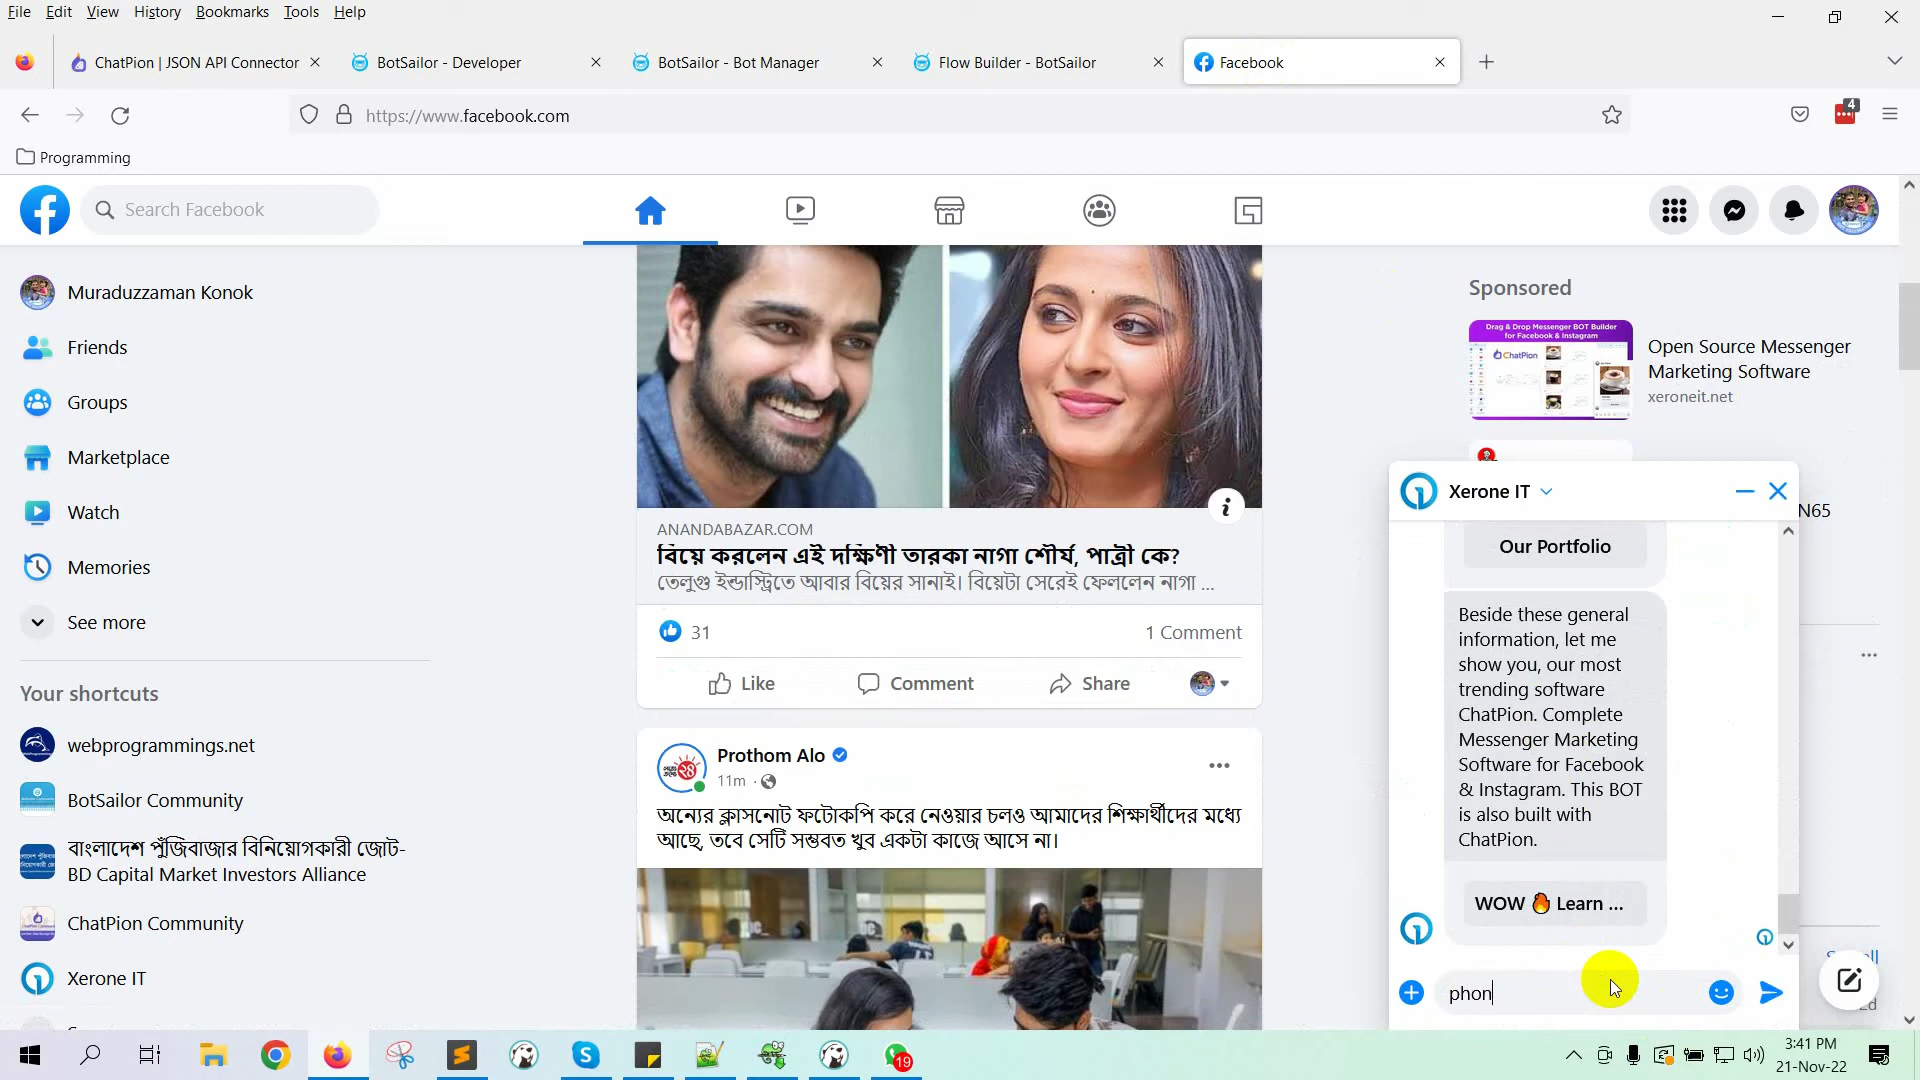 File Edit View History Bookmarks Tools Help
ChatPion | JSON API Connector
BotSailor - Developer
BotSailor - Bot Manager
Flow Builder - BotSailor
Facebook
https://www.facebook.com
4
Programming
Search Facebook
Muraduzzaman Konok
Friends
Groups
Marketplace
Watch
Memories
See more
Your shortcuts
webprogrammings.net
BotSailor Community
বাংলাদেশ পুঁজিবাজার বিনিয়োগকারী জোট-
BD Capital Market Investors Alliance
ChatPion Community
Xerone IT
ANANDABAZAR.COM
বিয়ে করলেন এই দক্ষিণী তারকা নাগা শৌর্য, পাত্রী কে?
তেলুগু ইন্ডাস্ট্রিতে আবার বিয়ের সানাই। বিয়েটা সেরেই ফেললেন নাগা ...
31
1 Comment
Like
Comment
Share
Prothom Alo
11m ·
অন্যের ক্লাসনোট ফটোকপি করে নেওয়ার চলও আমাদের শিক্ষার্থীদের মধ্যে
আছে, তবে সেটি সম্ভবত খুব একটা কাজে আসে না।
Sponsored
Drag & Drop Messenger BOT Builder
for Facebook & Instagram
ChatPion
Open Source Messenger
Marketing Software
xeroneit.net
N65
Xerone IT
Our Portfolio
Beside these general
information, let me
show you, our most
trending software
ChatPion. Complete
Messenger Marketing
Software for Facebook
& Instagram. This BOT
is also built with
ChatPion.
WOW 🔥 Learn ...
phon
19
3:41 PM
21-Nov-22